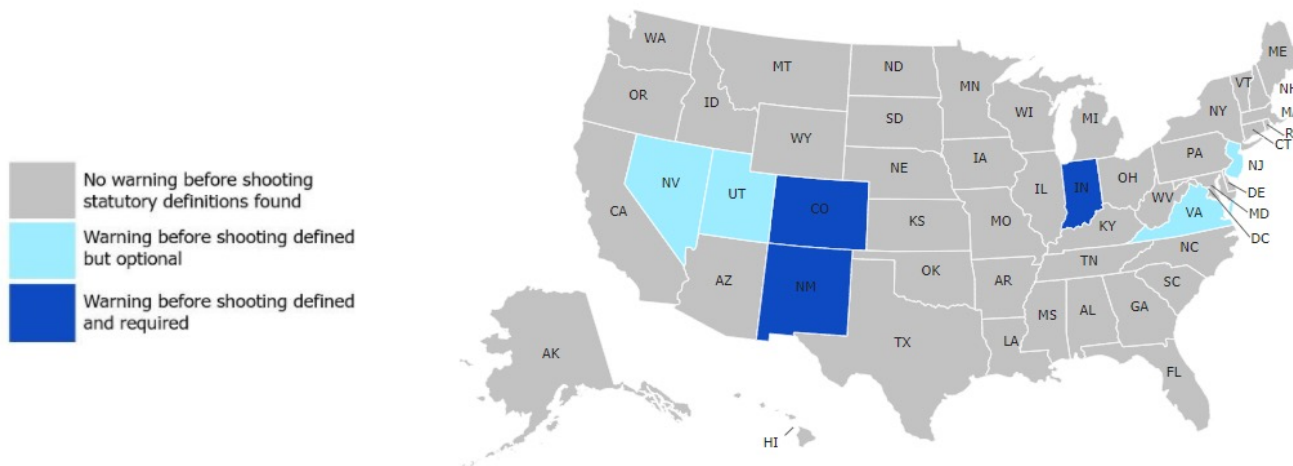 No warning before shooting
statutory definitions found
Warning before shooting defined
but optional
Warning before shooting defined
and required
WA
MT
ND
MN
ME
VT
NH
OR
ID
WY
SD
WI
MI
NY
MA
R
CT
NV
UT
CO
NE
IA
IL
IN
OH
PA
NJ
DE
MD
DC
CA
KS
MO
KY
WV
VA
AZ
NM
OK
AR
TN
NC
SC
TX
LA
MS
AL
GA
FL
AK
HI